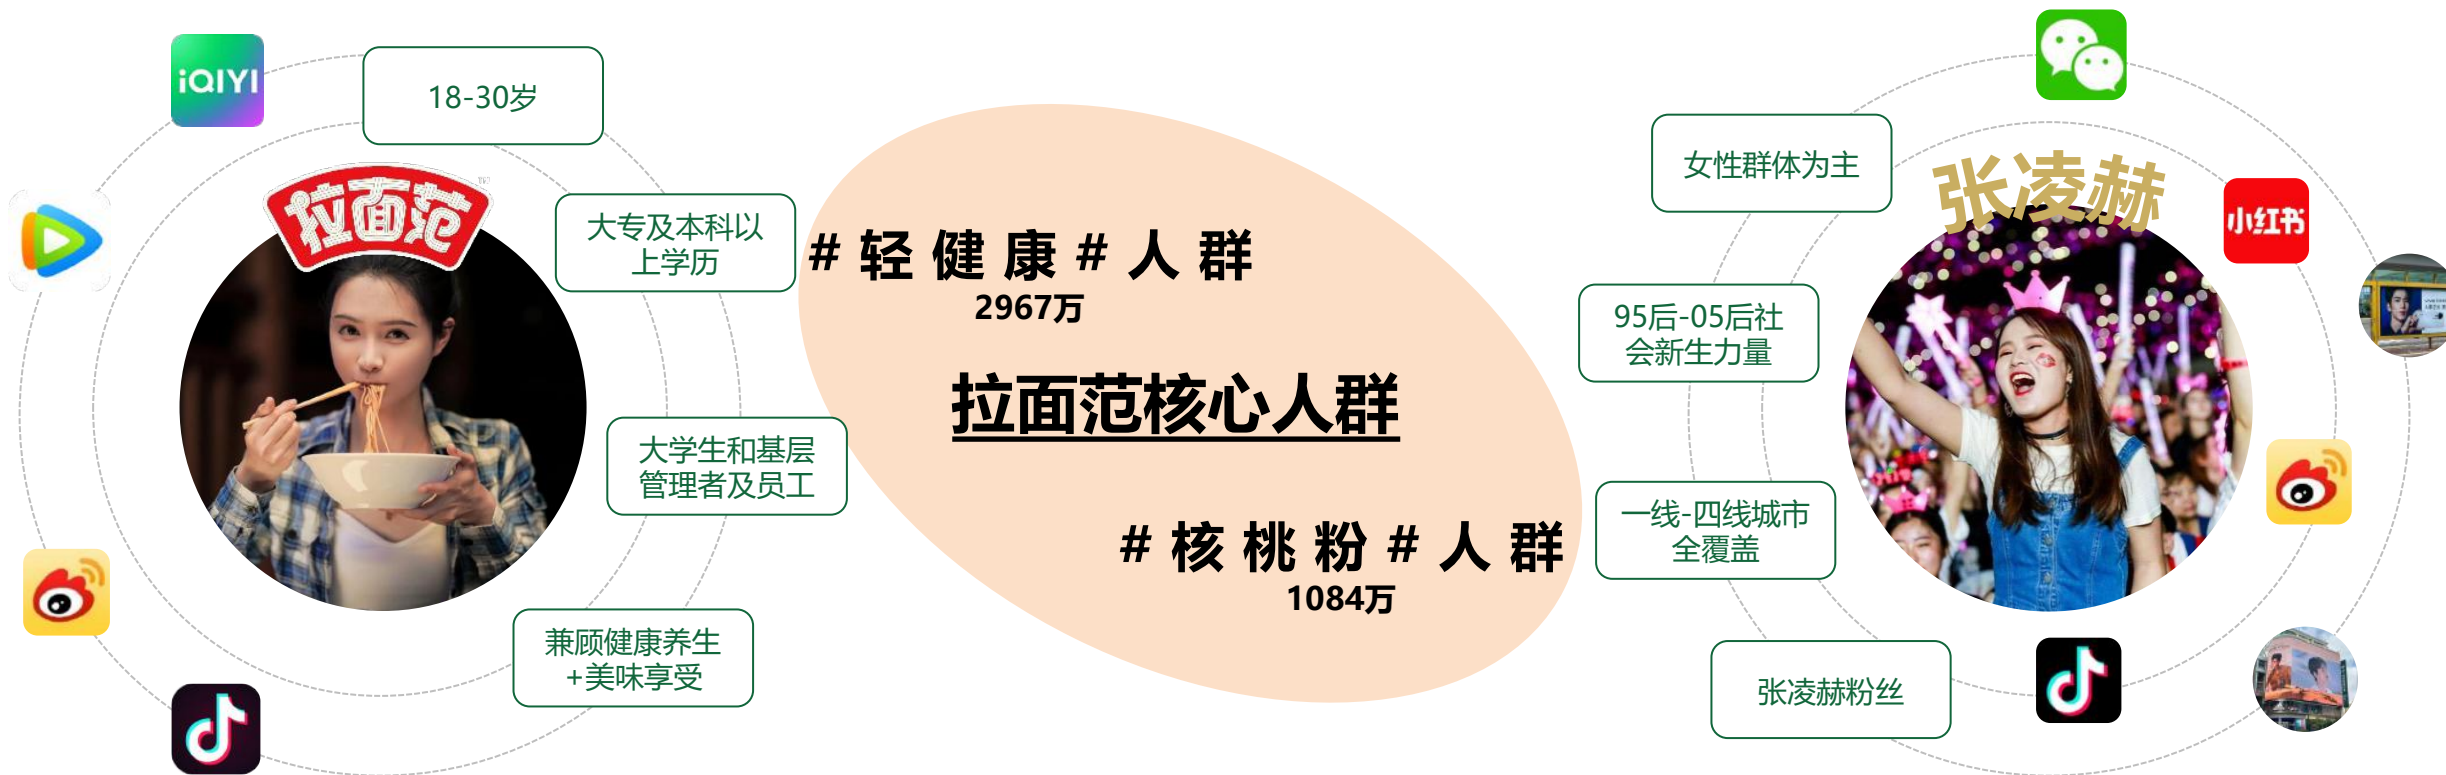 iQIYI
18-30岁
拉面范
大专及本科以
上学历
大学生和基层
管理者及员工
兼顾健康养生
+美味享受
#轻健康#人群
2967万
拉面范核心人群
#核桃粉#人群
1084万
女性群体为主
95后-05后社
会新生力量
一线-四线城市
全覆盖
张凌赫粉丝
张凌赫
小红书